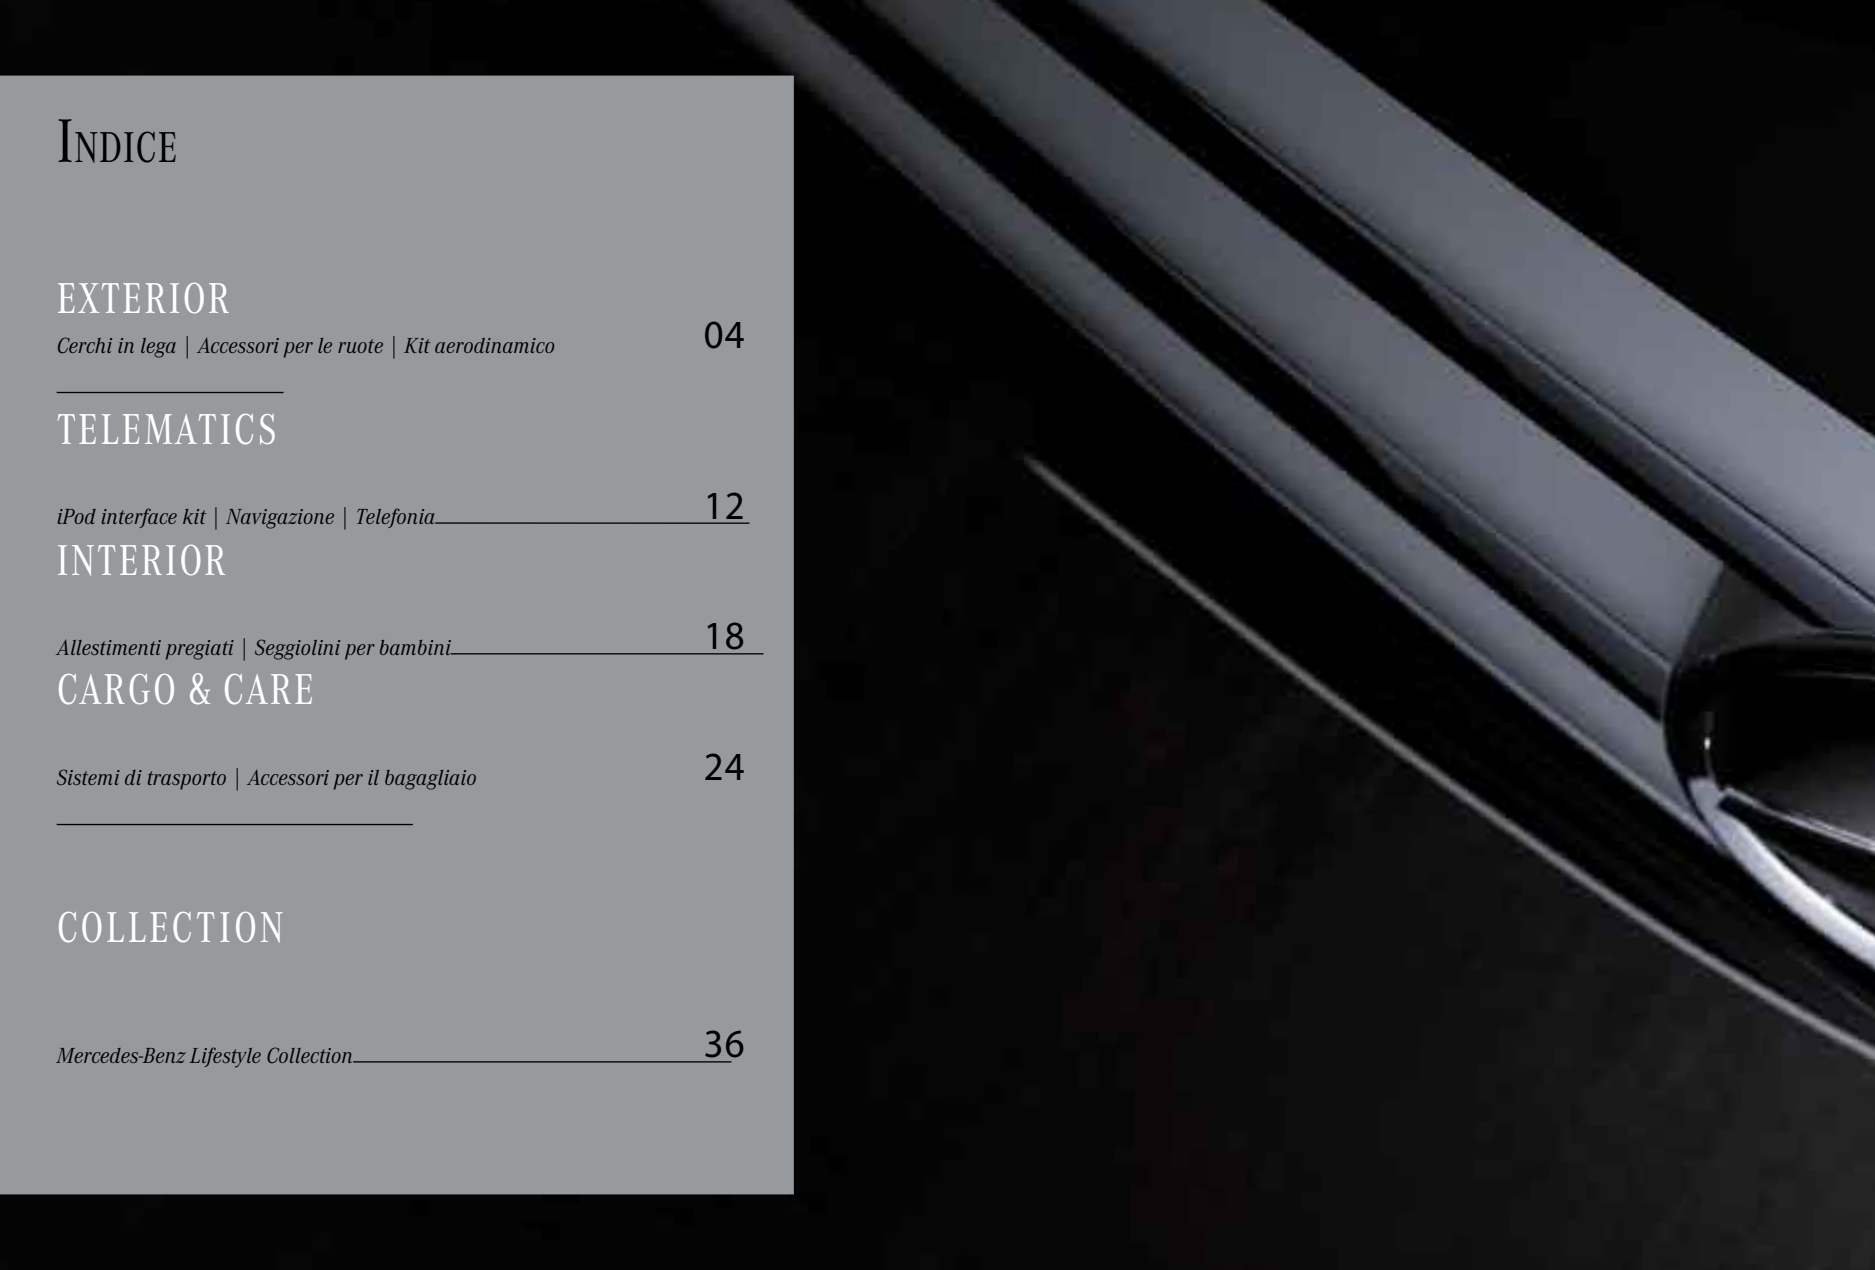 INDICE
EXTERIOR
Cerchi in lega | Accessori per le ruote | Kit aerodinamico 04
TELEMATICS
iPod interface kit | Navigazione | Telefonia 12
INTERIOR
Allestimenti pregiati | Seggiolini per bambini 18
CARGO & CARE
Sistemi di trasporto | Accessori per il bagagliaio 24
COLLECTION
Mercedes-Benz Lifestyle Collection 36